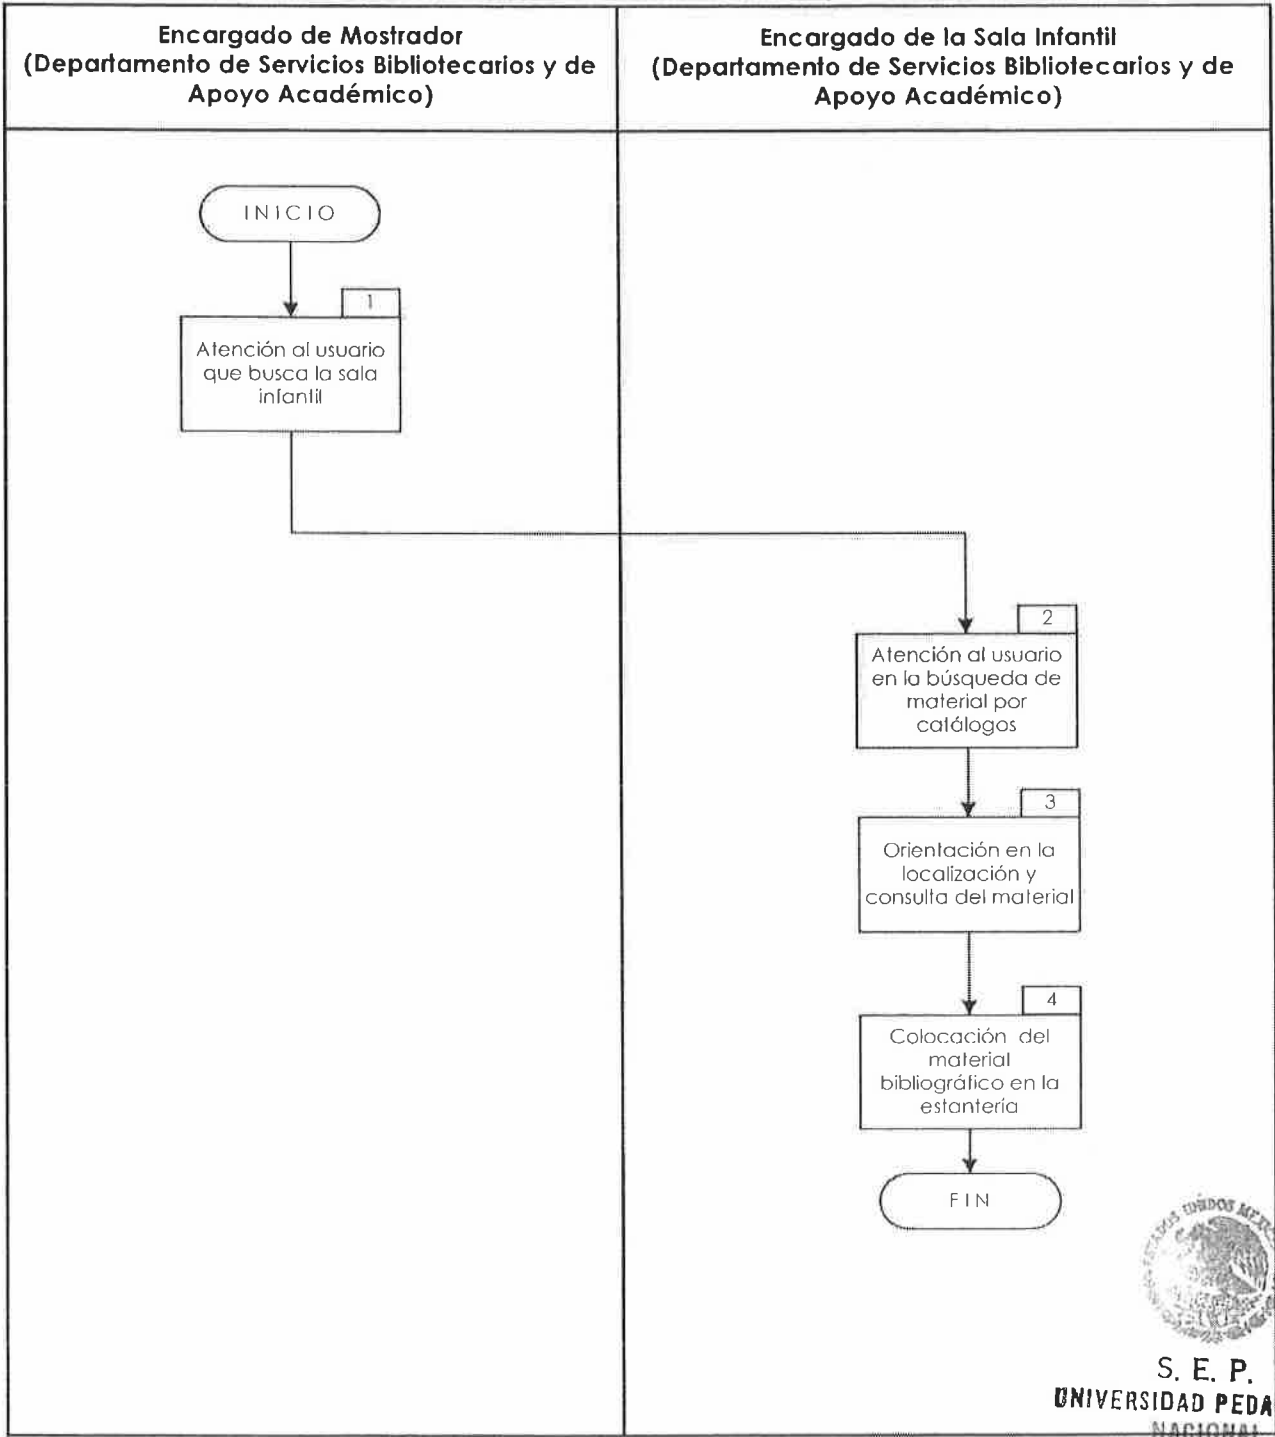 Encargado de Mostrador
(Departamento de Servicios Bibliotecarios y de
Apoyo Académico)
Encargado de la Sala Infantil
(Departamento de Servicios Bibliotecarios y de
Apoyo Académico)
INICIO
1
Atención al usuario
que busca la sala
infantil
2
Atención al usuario
en la búsqueda de
material por
catálogos
3
Orientación en la
localización y
consulta del material
4
Colocación del
material
bibliográfico en la
estantería
FIN
UNIDOS
S. E. P.
UNIVERSIDAD PEDA
NACIONAL